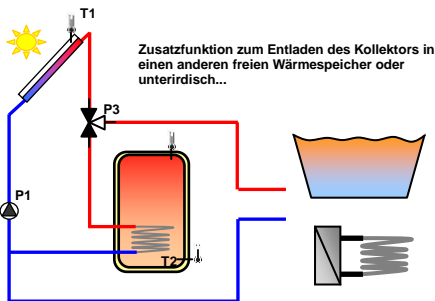 T1
Zusatzfunktion zum Entladen des Kollektors in
einen anderen freien Wärmespeicher oder
unterirdisch...
P3
P1
T2